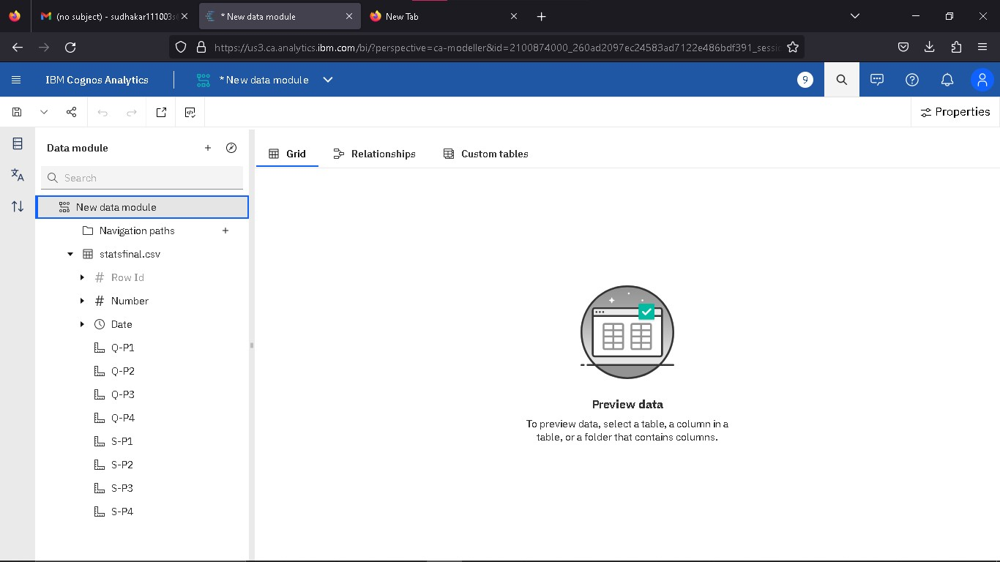 (no subject) - sudhakar111003s
* New data module
New Tab
https://us3.ca.analytics.ibm.com/bi/?perspective=ca-modeller&id=2100874000_260ad2097ec24583ad7122e486bdf391_sessi
IBM Cognos Analytics
* New data module
9
Properties
Data module
Grid
Relationships
Custom tables
Search
New data module
Navigation paths
statsfinal.csv
Row Id
Number
Date
Q-P1
Q-P2
Q-P3
Q-P4
S-P1
S-P2
S-P3
S-P4
Preview data
To preview data, select a table, a column in a
table, or a folder that contains columns.